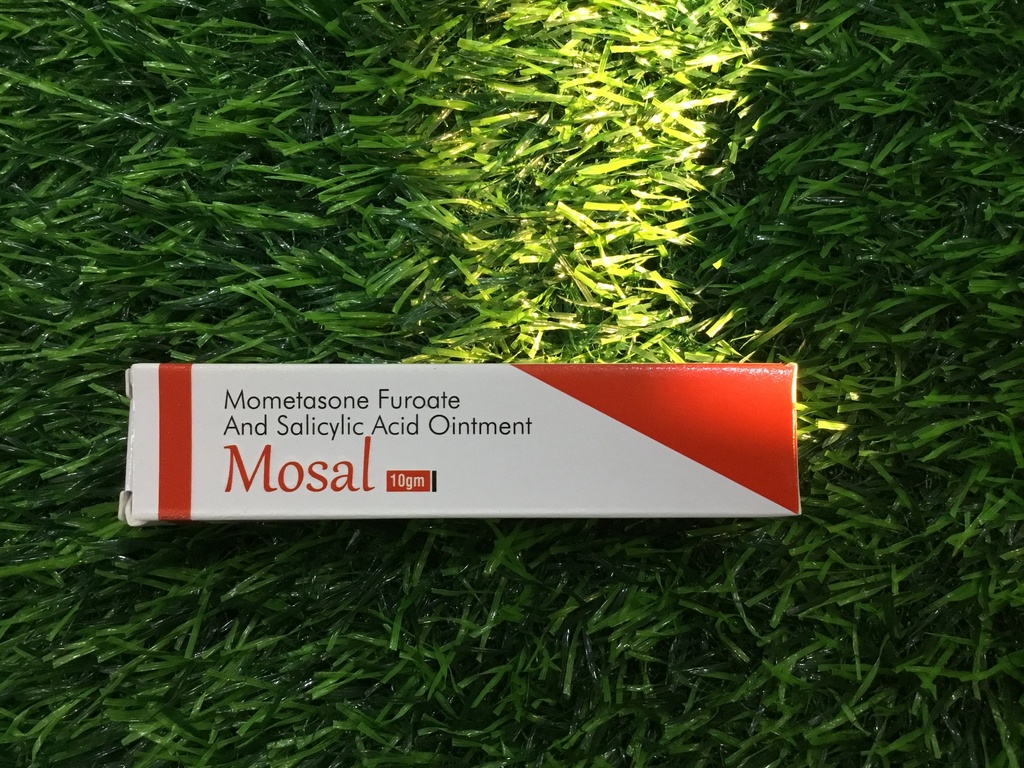 Mometasone Furoate
And Salicylic Acid Ointment
Mosal 10gm